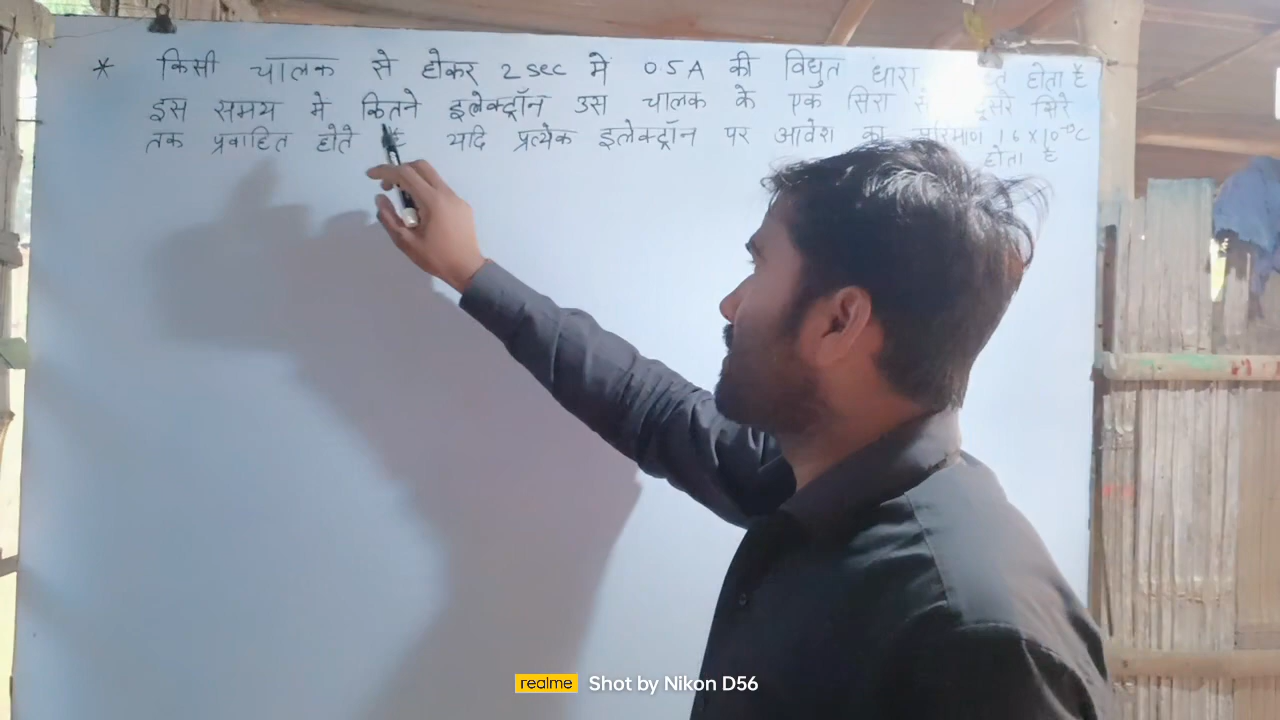 * किसी चालक से होकर 2 sec में 0.5A की विद्युत धारा होता है
इस समय मे कितने इलेक्ट्रॉन उस चालक के एक सिरा से दूसरे सिरे
तक प्रवाहित होते है यदि प्रत्येक इलेक्ट्रॉन पर आवेश का परिमाण 1.6 x 10⁻¹⁹C
होता है
realme Shot by Nikon D56